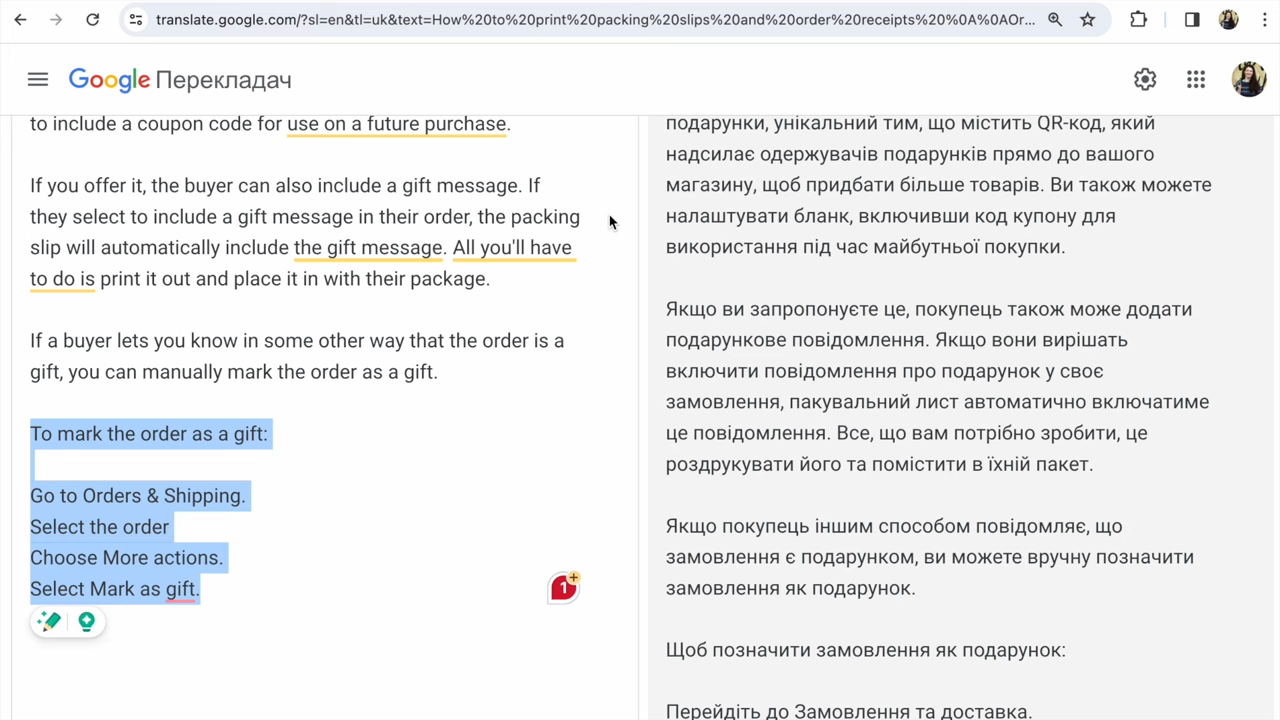 translate.google.com/?sl=en&tl=uk&text=How%20to%20print%20packing%20slips%20and%20order%20receipts%20%0A%0AOr...
Google Перекладач
to include a coupon code for use on a future purchase.
If you offer it, the buyer can also include a gift message. If
they select to include a gift message in their order, the packing
slip will automatically include the gift message. All you'll have
to do is print it out and place it in with their package.
If a buyer lets you know in some other way that the order is a
gift, you can manually mark the order as a gift.
To mark the order as a gift:
Go to Orders & Shipping.
Select the order
Choose More actions.
Select Mark as gift.
1
подарунки, унікальний тим, що містить QR-код, який
надсилає одержувачів подарунків прямо до вашого
магазину, щоб придбати більше товарів. Ви також можете
налаштувати бланк, включивши код купону для
використання під час майбутньої покупки.
Якщо ви запропонуєте це, покупець також може додати
подарункове повідомлення. Якщо вони вирішать
включити повідомлення про подарунок у своє
замовлення, пакувальний лист автоматично включатиме
це повідомлення. Все, що вам потрібно зробити, це
роздрукувати його та помістити в їхній пакет.
Якщо покупець іншим способом повідомляє, що
замовлення є подарунком, ви можете вручну позначити
замовлення як подарунок.
Щоб позначити замовлення як подарунок:
Перейдіть до Замовлення та доставка.